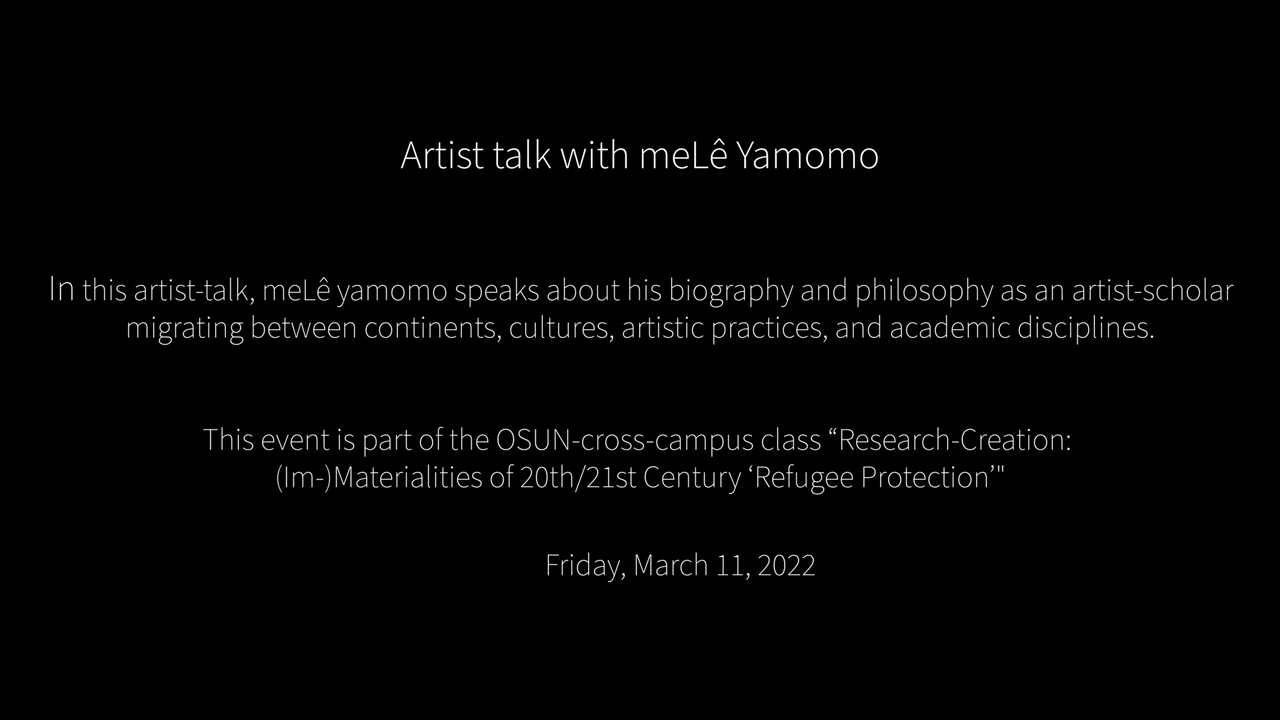 Artist talk with meLê Yamomo
In this artist-talk, meLê yamomo speaks about his biography and philosophy as an artist-scholar
migrating between continents, cultures, artistic practices, and academic disciplines.
This event is part of the OSUN-cross-campus class “Research-Creation:
(Im-)Materialities of 20th/21st Century ‘Refugee Protection’"
Friday, March 11, 2022